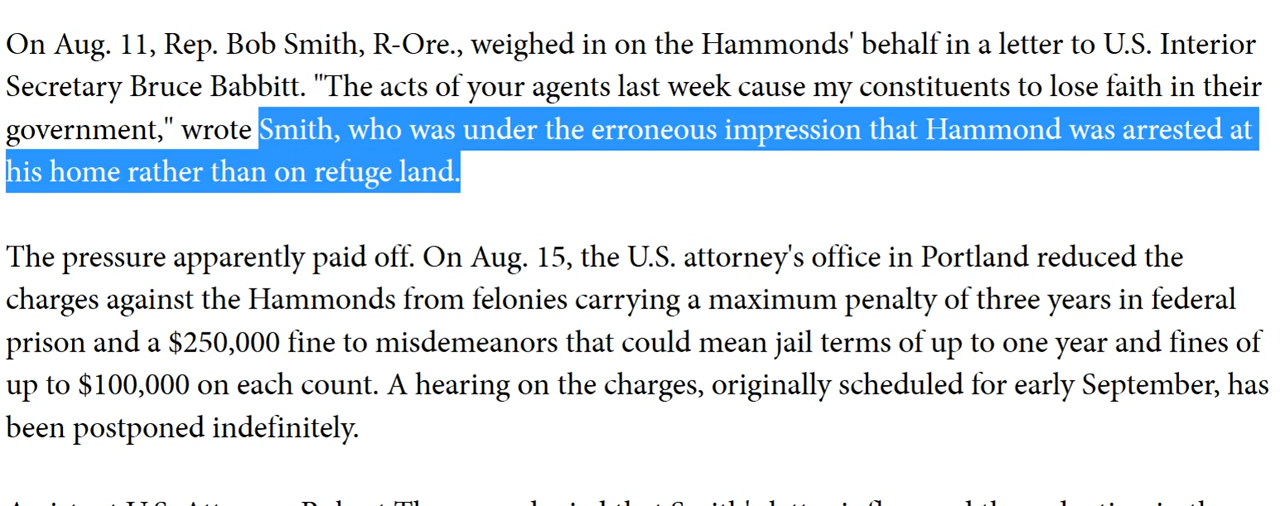 On Aug. 11, Rep. Bob Smith, R-Ore., weighed in on the Hammonds' behalf in a letter to U.S. Interior
Secretary Bruce Babbitt. "The acts of your agents last week cause my constituents to lose faith in their
government," wrote Smith, who was under the erroneous impression that Hammond was arrested at
his home rather than on refuge land.
The pressure apparently paid off. On Aug. 15, the U.S. attorney's office in Portland reduced the
charges against the Hammonds from felonies carrying a maximum penalty of three years in federal
prison and a $250,000 fine to misdemeanors that could mean jail terms of up to one year and fines of
up to $100,000 on each count. A hearing on the charges, originally scheduled for early September, has
been postponed indefinitely.